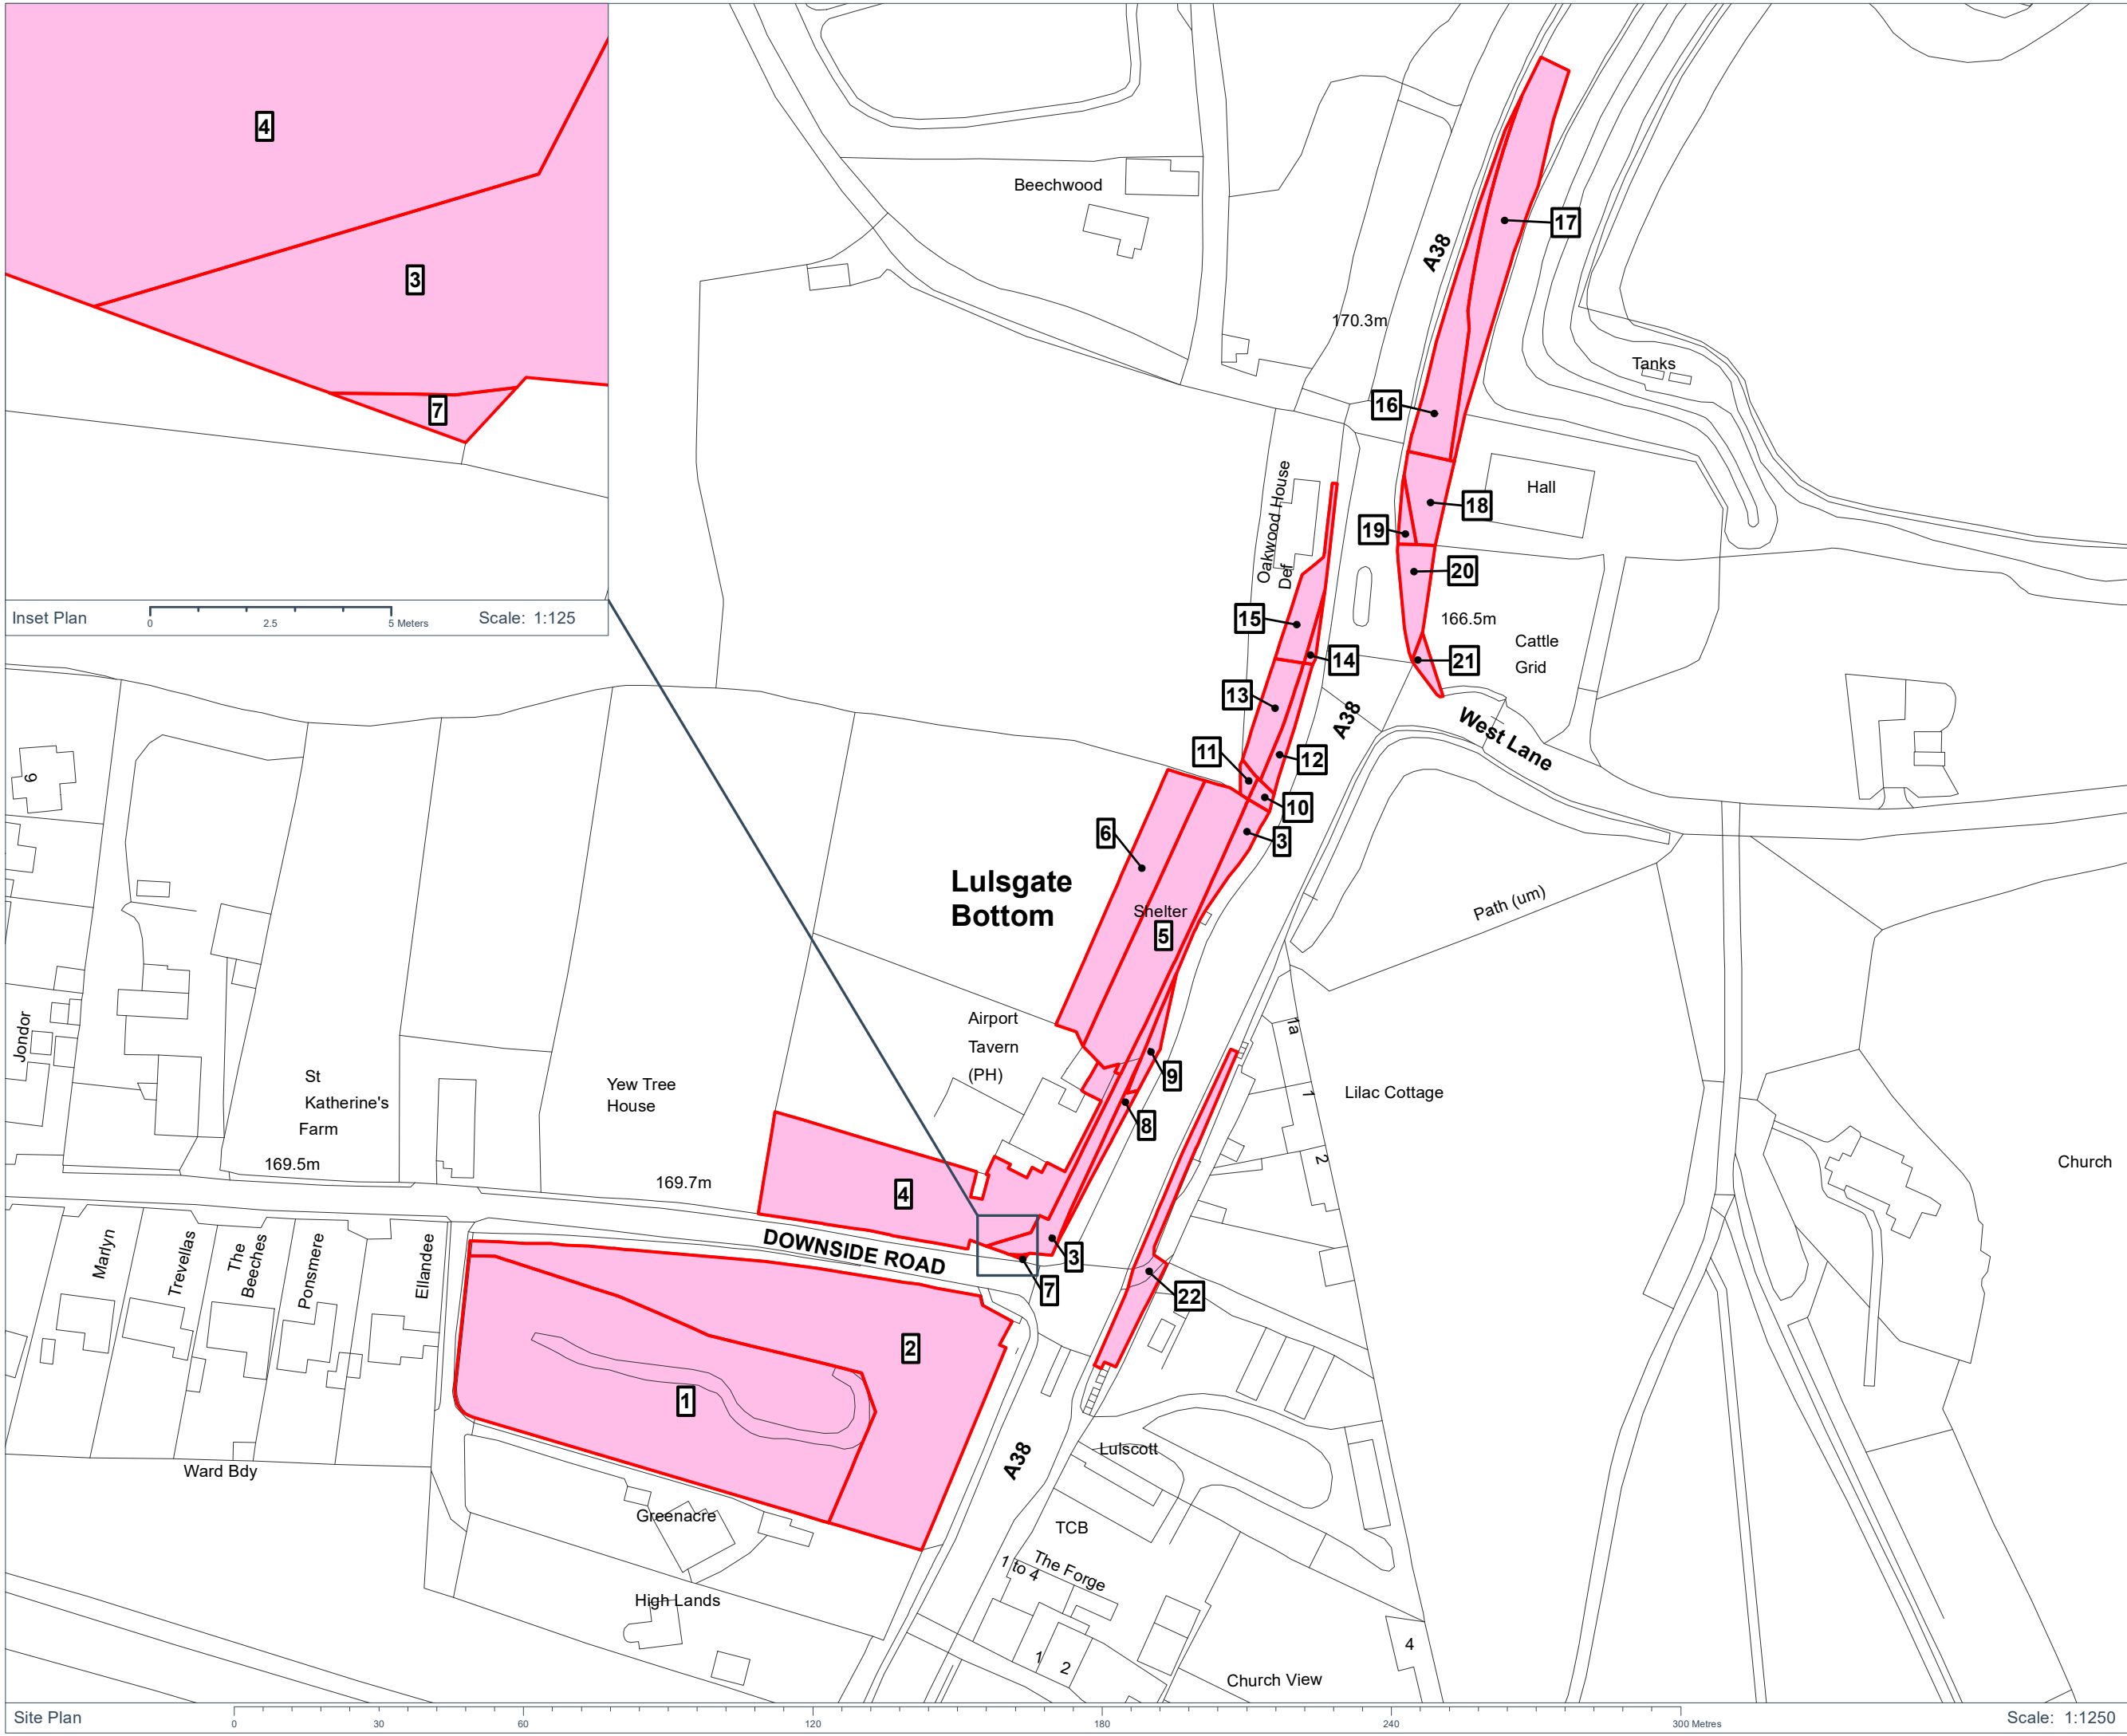 4
3
7
Inset Plan
0
2.5
5 Meters
Scale: 1:125
Beechwood
A38
17
170.3m
Tanks
16
Oakwood House
Def
Hall
18
19
20
15
166.5m
Cattle
Grid
14
21
13
A38
West Lane
11
12
10
6
3
Lulsgate
Bottom
Shelter
5
Path (um)
9
Jondor
Airport
Tavern
(PH)
1a
St
Katherine's
Farm
Yew Tree
House
9
1
Lilac Cottage
8
2
Church
169.5m
169.7m
4
Marlyn
Trevellas
The
Beeches
Ponsmere
Ellandee
DOWNSIDE ROAD
3
7
22
2
1
A38
Lulscott
Ward Bdy
Greenacre
TCB
The Forge
1 to 4
High Lands
1
2
4
Church View
Site Plan
0
30
60
120
180
240
300 Metres
Scale: 1:1250